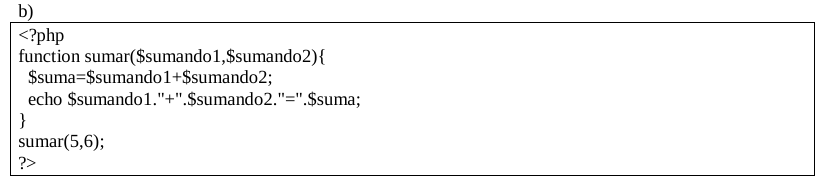 b)
<?php
function sumar($sumando1,$sumando2){
  $suma=$sumando1+$sumando2;
  echo $sumando1."+".$sumando2."=".$suma;
}
sumar(5,6);
?>